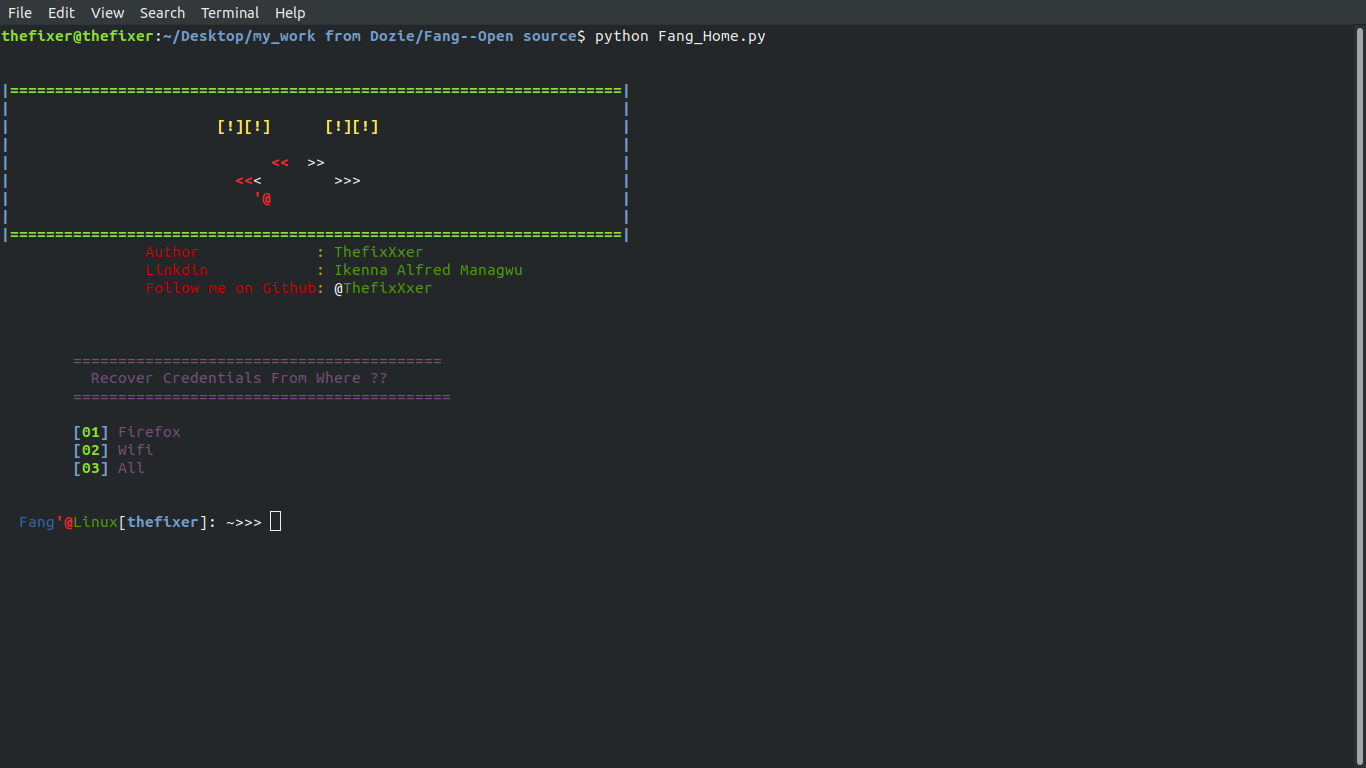 File Edit View Search Terminal Help
thefixer@thefixer:~/Desktop/my_work from Dozie/Fang--Open source$ python Fang_Home.py
|====================================================================|
| |
| [!][!] [!][!] |
| |
| << >> |
| <<< >>> |
| '@ |
| |
|====================================================================|
Author : ThefixXxer
Linkdin : Ikenna Alfred Managwu
Follow me on Github: @ThefixXxer
=========================================
Recover Credentials From Where ??
==========================================
[01] Firefox
[02] Wifi
[03] All
Fang'@Linux[thefixer]: ~>>>